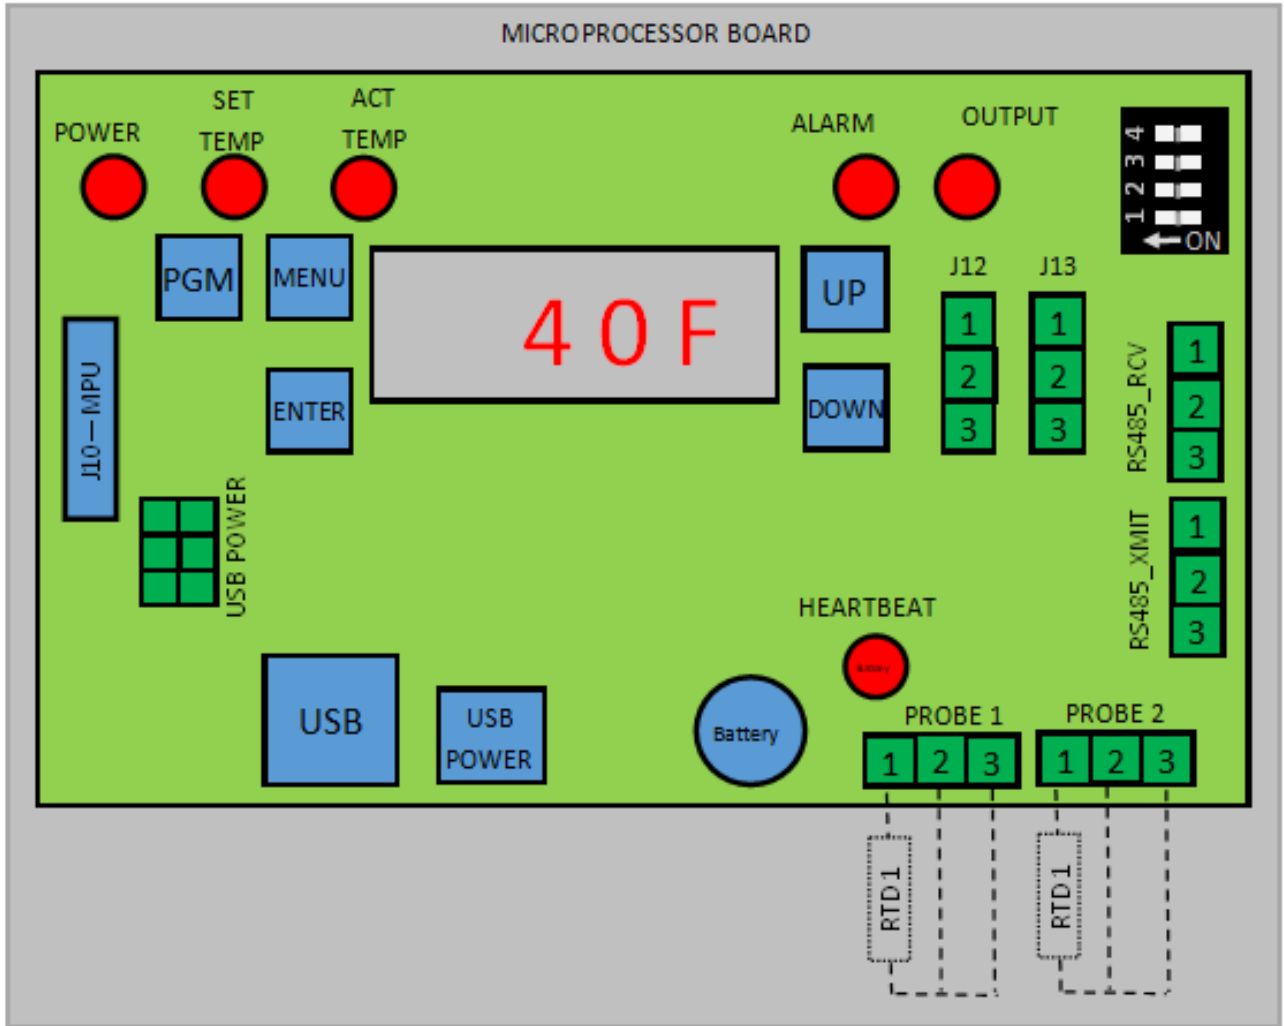 MICROPROCESSOR BOARD
POWER
SET
TEMP
ACT
TEMP
ALARM
OUTPUT
1 2 3 4
ON
PGM
MENU
40F
UP
J12
J13
1
2
3
1
2
3
J10—MPU
ENTER
DOWN
RS485_RCV
1
2
3
USB POWER
RS485_XMIT
1
2
3
HEARTBEAT
Battery
USB
USB
POWER
Battery
PROBE 1
PROBE 2
1 2 3
1 2 3
RTD1
RTD1